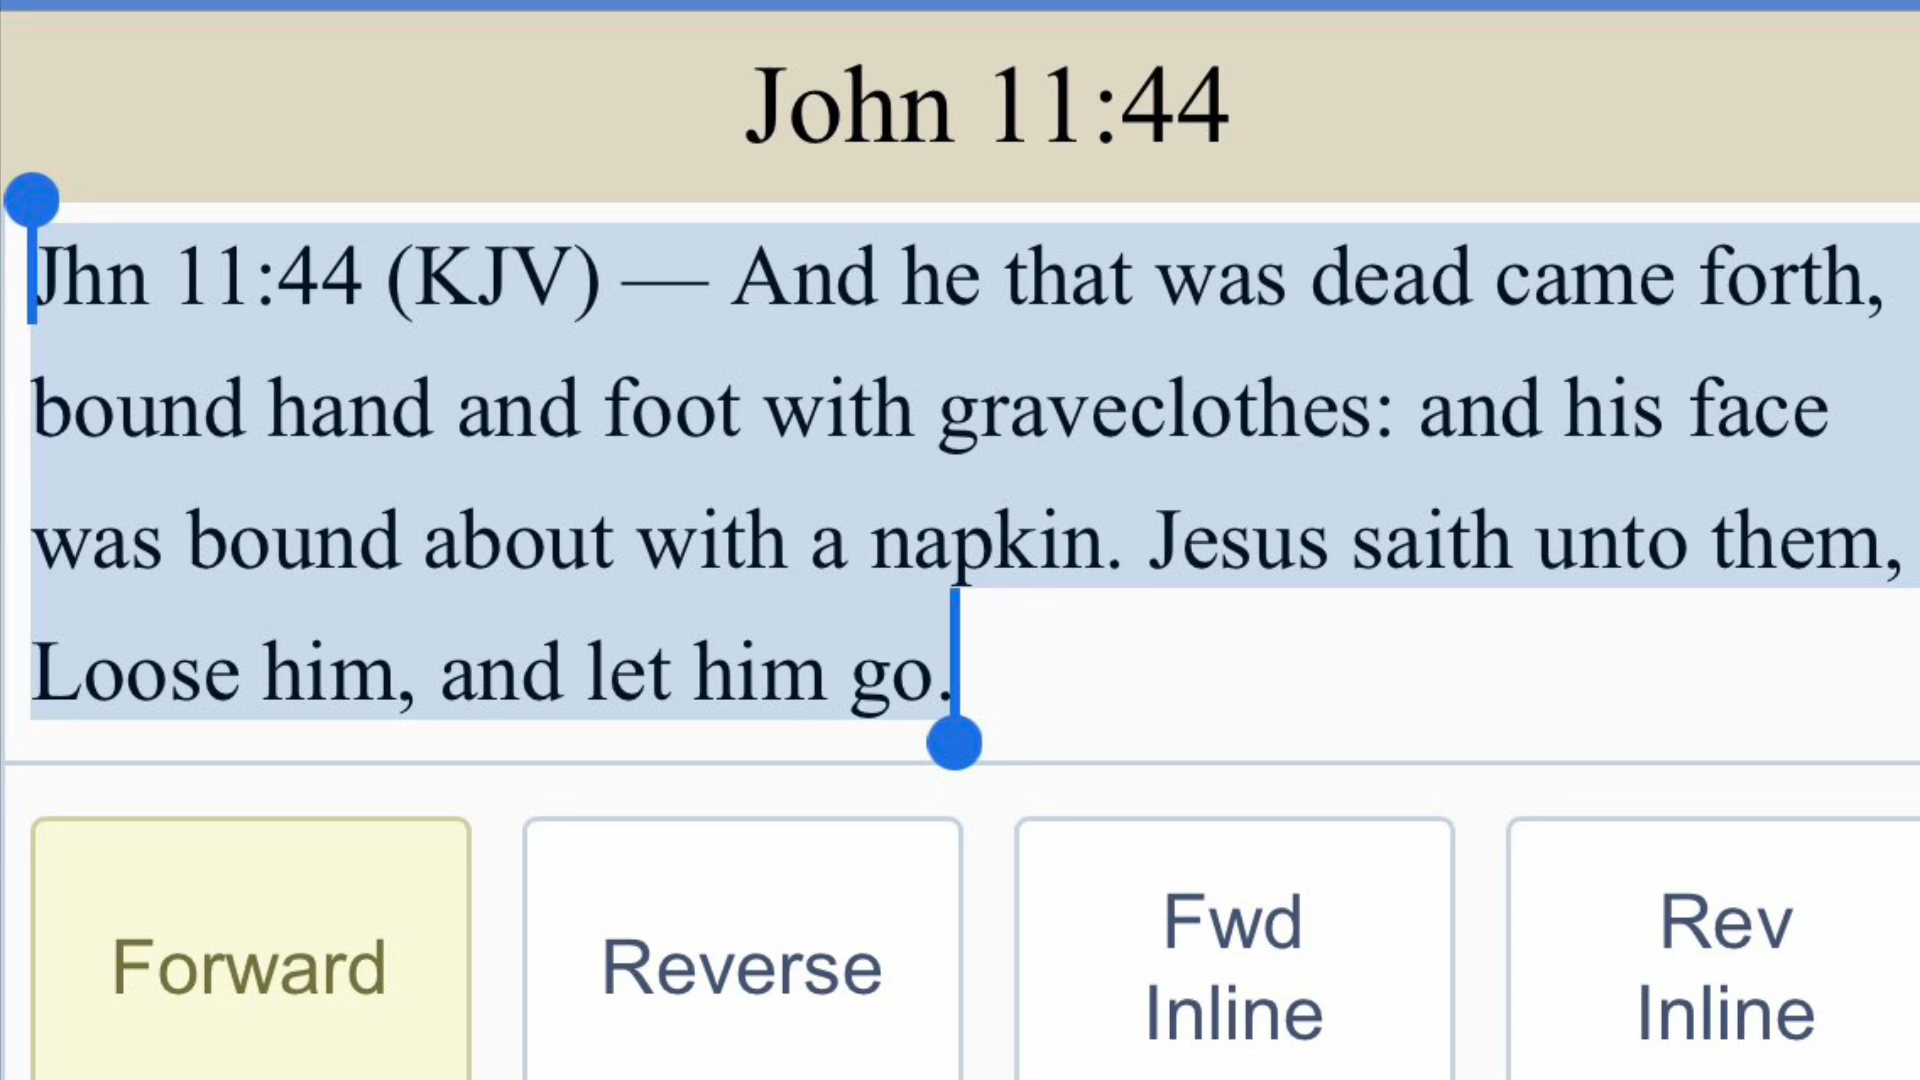 John 11:44
Jhn 11:44 (KJV) — And he that was dead came forth,
bound hand and foot with graveclothes: and his face
was bound about with a napkin. Jesus saith unto them,
Loose him, and let him go.
Forward
Reverse
Fwd
Inline
Rev
Inline